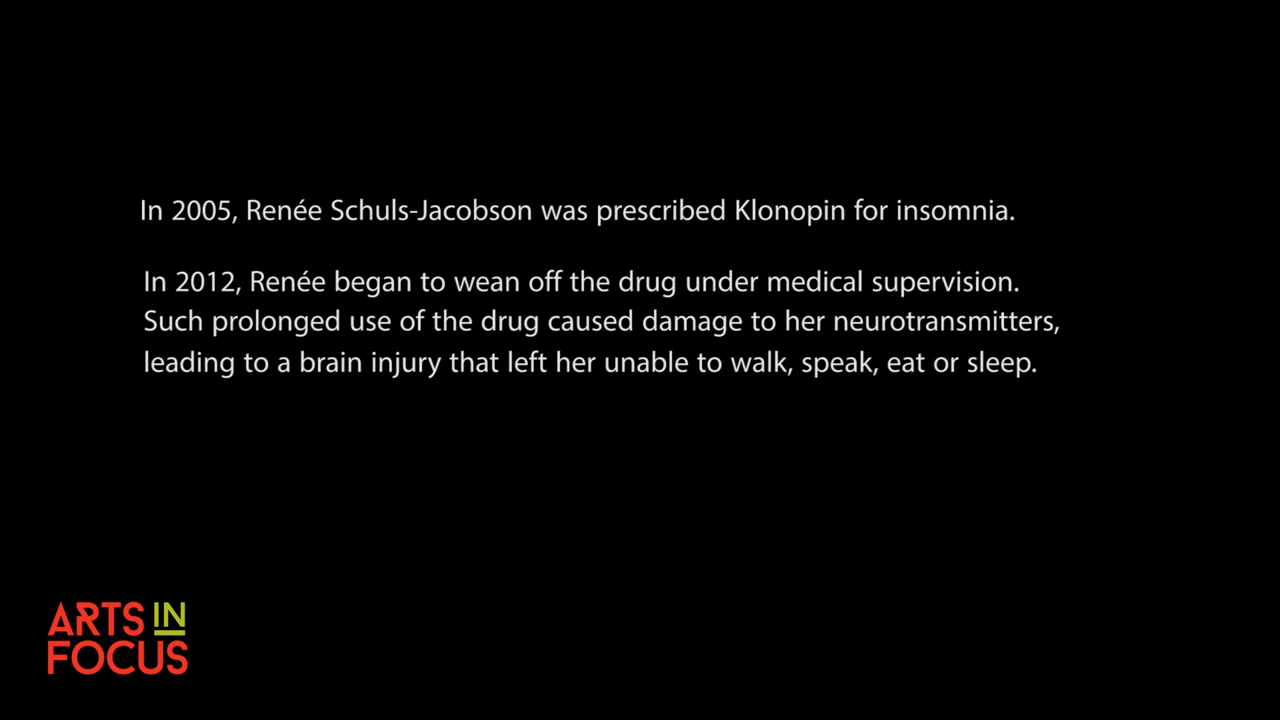 In 2005, Renée Schuls-Jacobson was prescribed Klonopin for insomnia.
In 2012, Renée began to wean off the drug under medical supervision.
Such prolonged use of the drug caused damage to her neurotransmitters,
leading to a brain injury that left her unable to walk, speak, eat or sleep.
ARTS IN
FOCUS